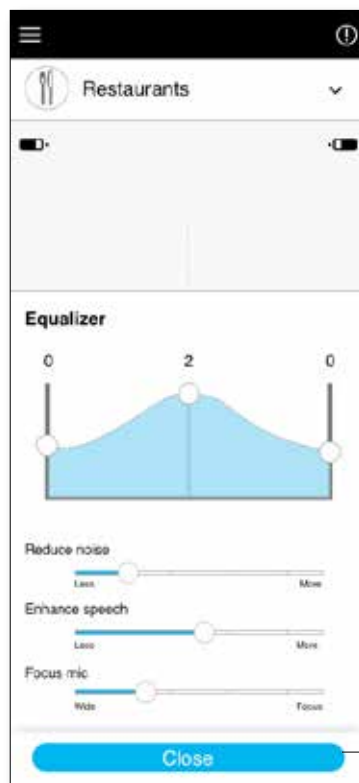 Restaurants
Equalizer
0 2 0
Reduce noise
Less More
Enhance speech
Less More
Focus mic
Wide Focus
Close